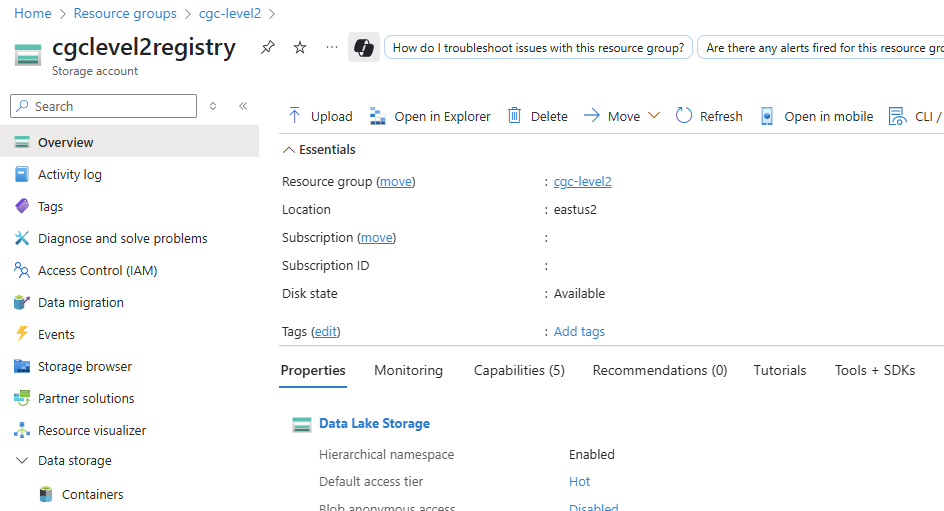 Home > Resource groups > cgc-level2 >
cgclevel2registry
Storage account
How do I troubleshoot issues with this resource group?
Are there any alerts fired for this resource gro
Search
Overview
Activity log
Tags
Diagnose and solve problems
Access Control (IAM)
Data migration
Events
Storage browser
Partner solutions
Resource visualizer
Data storage
Containers
Upload Open in Explorer Delete Move Refresh Open in mobile CLI /
Essentials
Resource group (move) : cgc-level2
Location : eastus2
Subscription (move) :
Subscription ID :
Disk state : Available
Tags (edit) : Add tags
Properties Monitoring Capabilities (5) Recommendations (0) Tutorials Tools + SDKs
Data Lake Storage
Hierarchical namespace Enabled
Default access tier Hot
Blob anonymous access Disabled